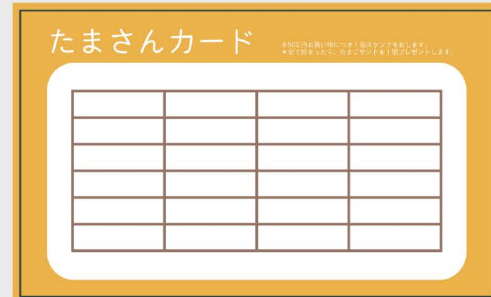 たまさんカード
※500円お買い物につき1個スタンプを押します。
※全て貯まったら、たまごサンドを1個プレゼントします。